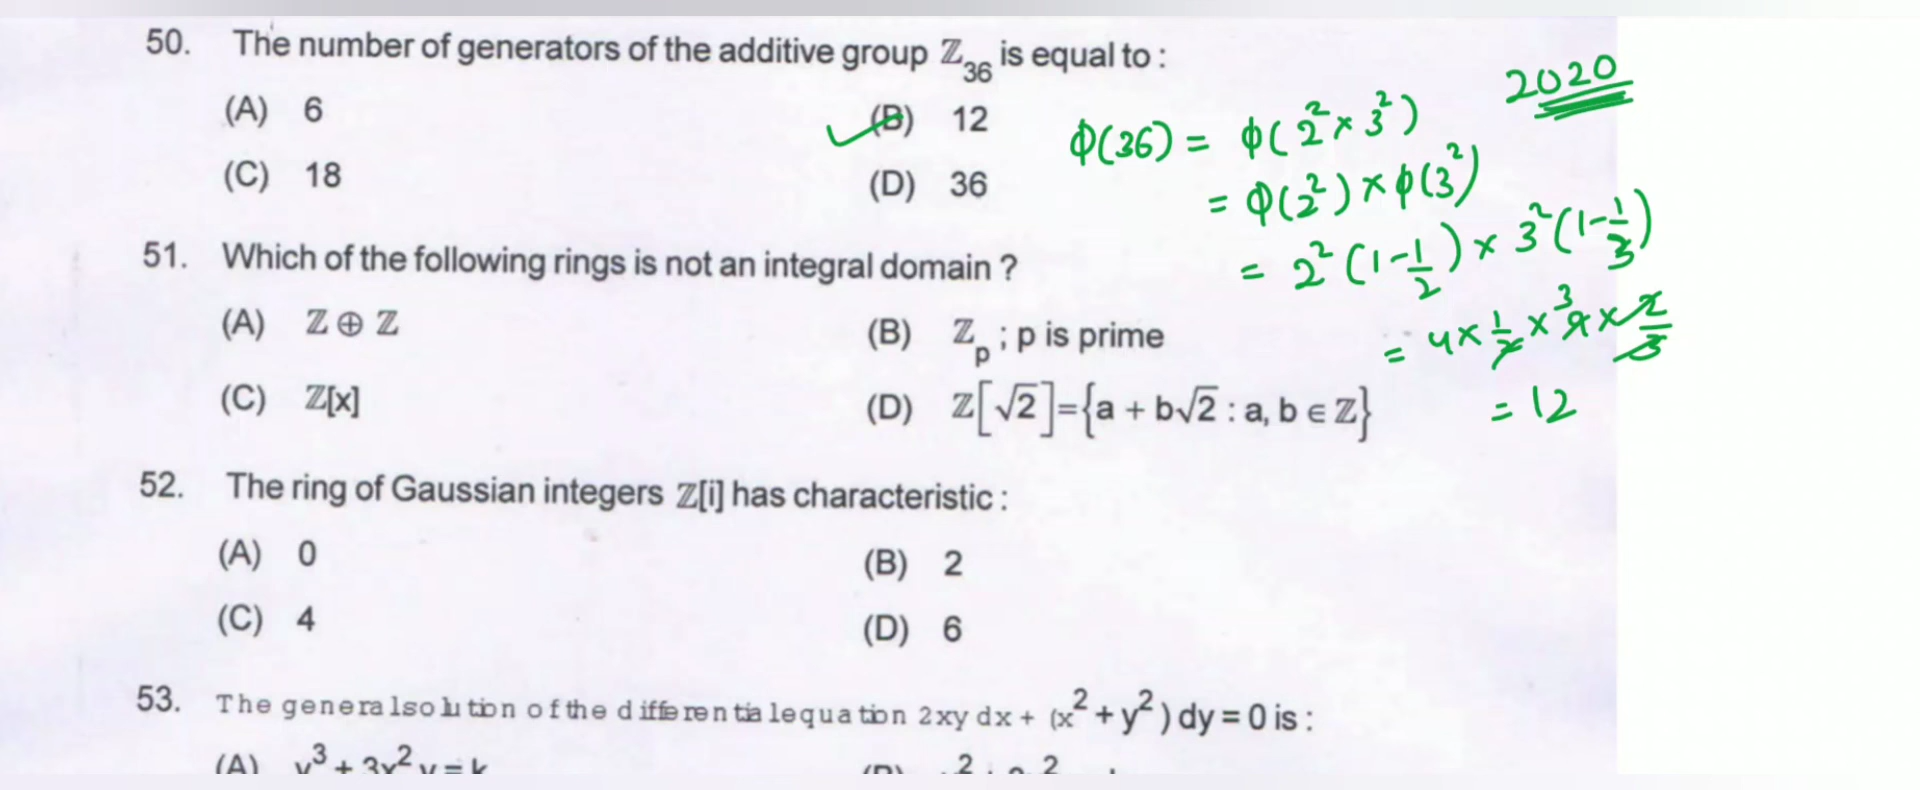 50. The number of generators of the additive group ℤ₃₆ is equal to :
(A) 6
(B) 12
(C) 18
(D) 36
2020
ϕ(36) = ϕ(2² × 3²)
= ϕ(2²) × ϕ(3²)
= 2² (1 - 1/2) × 3² (1 - 1/3)
= 4 × 1/2 × 9 × 2/3
3
= 12
51. Which of the following rings is not an integral domain ?
(A) ℤ ⊕ ℤ
(B) ℤₚ ; p is prime
(C) ℤ[x]
(D) ℤ[√2] = {a + b√2 : a, b ∈ ℤ}
52. The ring of Gaussian integers ℤ[i] has characteristic :
(A) 0
(B) 2
(C) 4
(D) 6
53. The general solution of the differential equation 2xy dx + (x² + y²) dy = 0 is :
(A) y³ + 3x² y = k